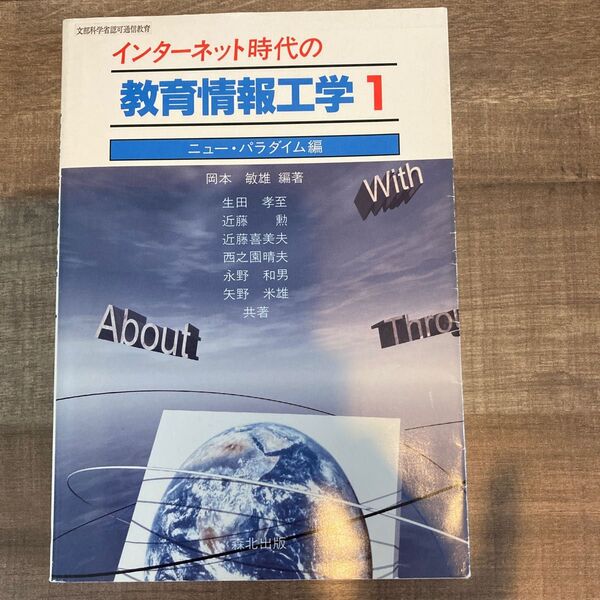 文部科学省認可通信教育
インターネット時代の
教育情報工学 1
ニュー・パラダイム編
岡本 敏雄 編著
生田 孝至
近藤 勲
近藤喜美夫
西之園晴夫
永野 和男
矢野 米雄
共著
With
About
Throu
森北出版